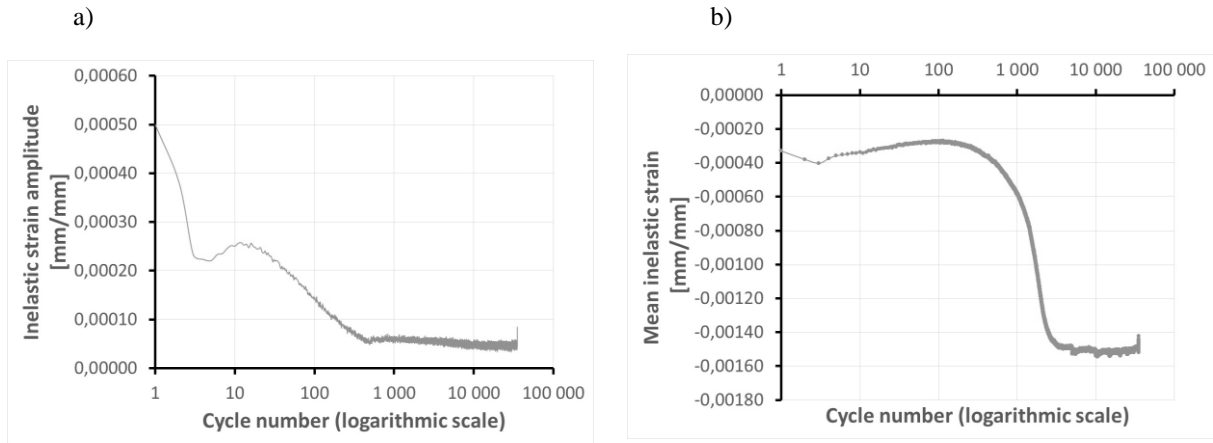 a)
b)
0,00060
0,00050
0,00040
0,00030
0,00020
0,00010
0,00000
Inelastic strain amplitude
[mm/mm]
1 10 100 1 000 10 000 100 000
Cycle number (logarithmic scale)
1 10 100 1 000 10 000 100 000
0,00000
-0,00020
-0,00040
-0,00060
-0,00080
-0,00100
-0,00120
-0,00140
-0,00160
-0,00180
Mean inelastic strain
[mm/mm]
Cycle number (logarithmic scale)